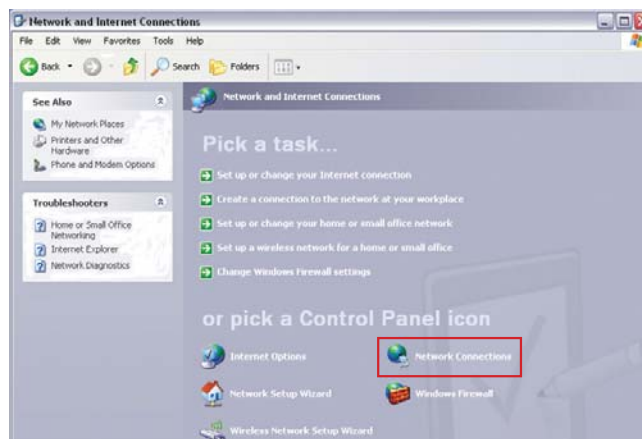 Network and Internet Connections
File Edit View Favorites Tools Help
Back Search Folders
See Also
My Network Places
Printers and Other
Hardware
Phone and Modem Options
Troubleshooters
Home or Small Office
Networking
Internet Explorer
Network Diagnostics
Network and Internet Connections
Pick a task...
Set up or change your Internet connection
Create a connection to the network at your workplace
Set up or change your home or small office network
Set up a wireless network for a home or small office
Change Windows Firewall settings
or pick a Control Panel icon
Internet Options Network Connections
Network Setup Wizard Windows Firewall
Wireless Network Setup Wizard